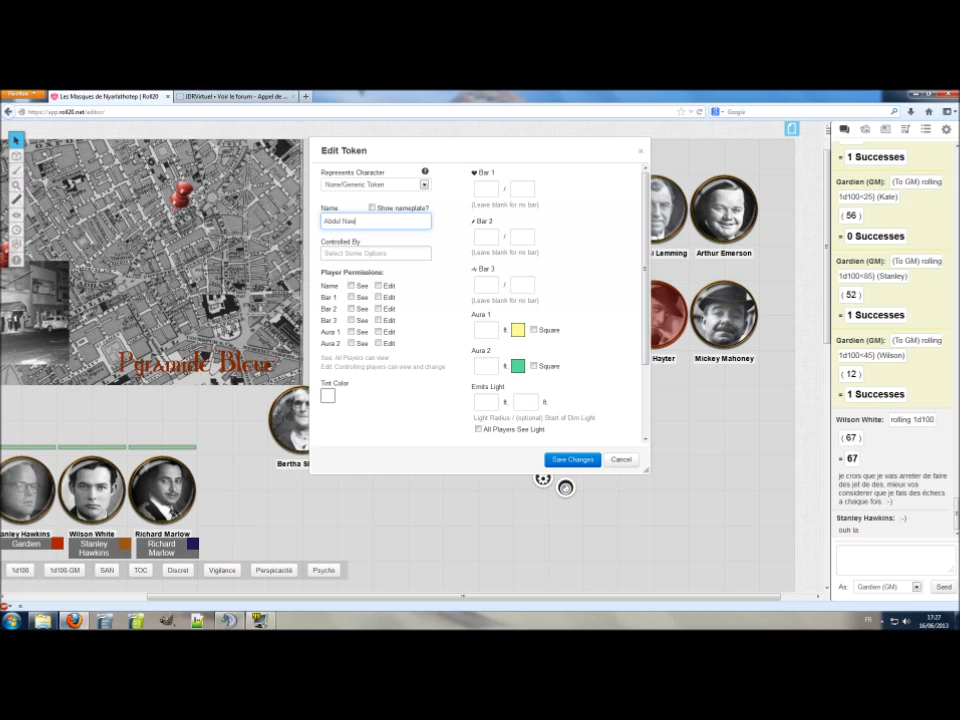 Firefox
Les Masques de Nyarlathotep | Roll20
JDRVirtuel • Voir le forum - Appel de ...
https://app.roll20.net/editor/
Google
Edit Token
Represents Character
None/Generic Token
Name
Show nameplate?
Abdul Naw
Controlled By
Select Some Options
Player Permissions:
Name See Edit
Bar 1 See Edit
Bar 2 See Edit
Bar 3 See Edit
Aura 1 See Edit
Aura 2 See Edit
See: All Players can view
Edit: Controlling players can view and change
Tint Color
Bar 1
/
(Leave blank for no bar)
Bar 2
/
(Leave blank for no bar)
Bar 3
/
(Leave blank for no bar)
Aura 1
ft. Square
Aura 2
ft. Square
Emits Light
ft. ft.
Light Radius / (optional) Start of Dim Light
All Players See Light
Save Changes
Cancel
Pyramide Bleue
Lemming
Arthur Emerson
Hayter
Mickey Mahoney
Bertha
Hawkins
Wilson White
Richard Marlow
Gardien
Stanley
Hawkins
Richard
Marlow
1d100
1d100-GM
SAN
TOC
Discret
Vigilance
Perspicacité
Psycho
= 1 Successes
Gardien (GM): (To GM) rolling
1d100<25} (Kate)
( 56 )
= 0 Successes
Gardien (GM): (To GM) rolling
1d100<85} (Stanley)
( 52 )
= 1 Successes
Gardien (GM): (To GM) rolling
1d100<45} (Wilson)
( 12 )
= 1 Successes
Wilson White: rolling 1d100
( 67 )
= 67
je crois que je vais arreter de faire
des jet de des, mieux vos
considerer que je fais des échecs
a chaque fois. :-)
Stanley Hawkins: :-)
ouh la
As: Gardien (GM)
Send
FR
17:27
16/06/2013